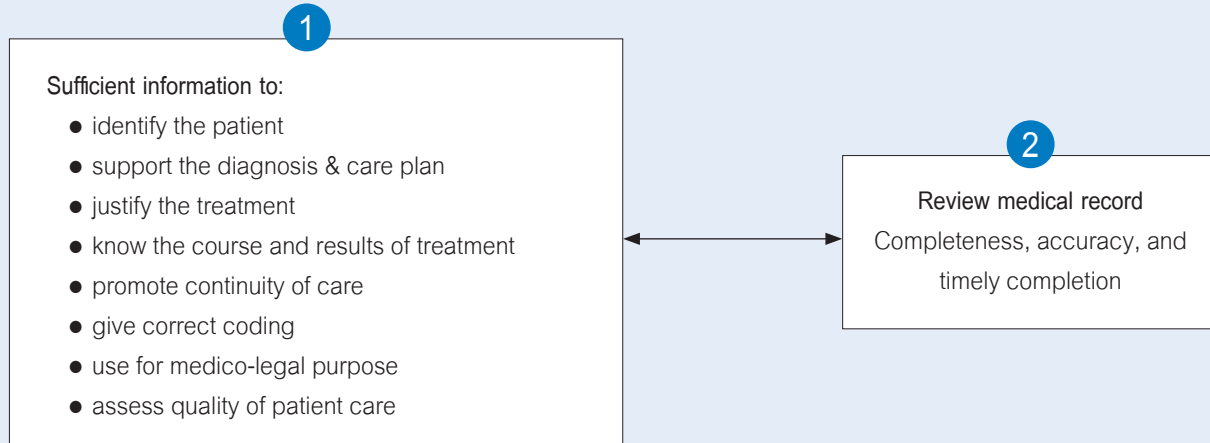 1
Sufficient information to:
● identify the patient
● support the diagnosis & care plan
● justify the treatment
● know the course and results of treatment
● promote continuity of care
● give correct coding
● use for medico-legal purpose
● assess quality of patient care
2
Review medical record
Completeness, accuracy, and
timely completion